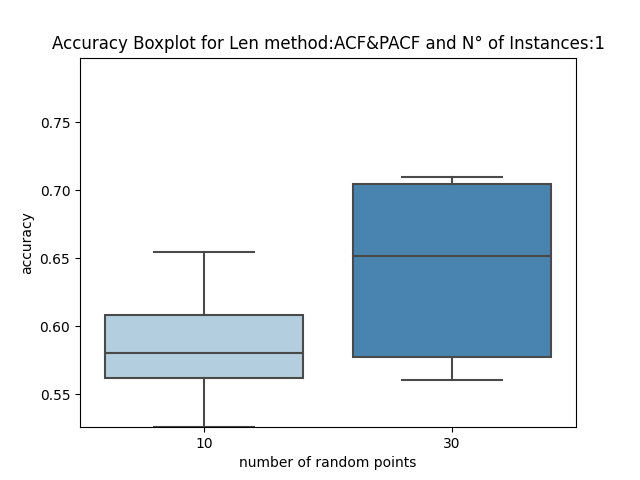 Accuracy Boxplot for Len method:ACF&PACF and N° of Instances:1
accuracy
0.75
0.70
0.65
0.60
0.55
10 30
number of random points